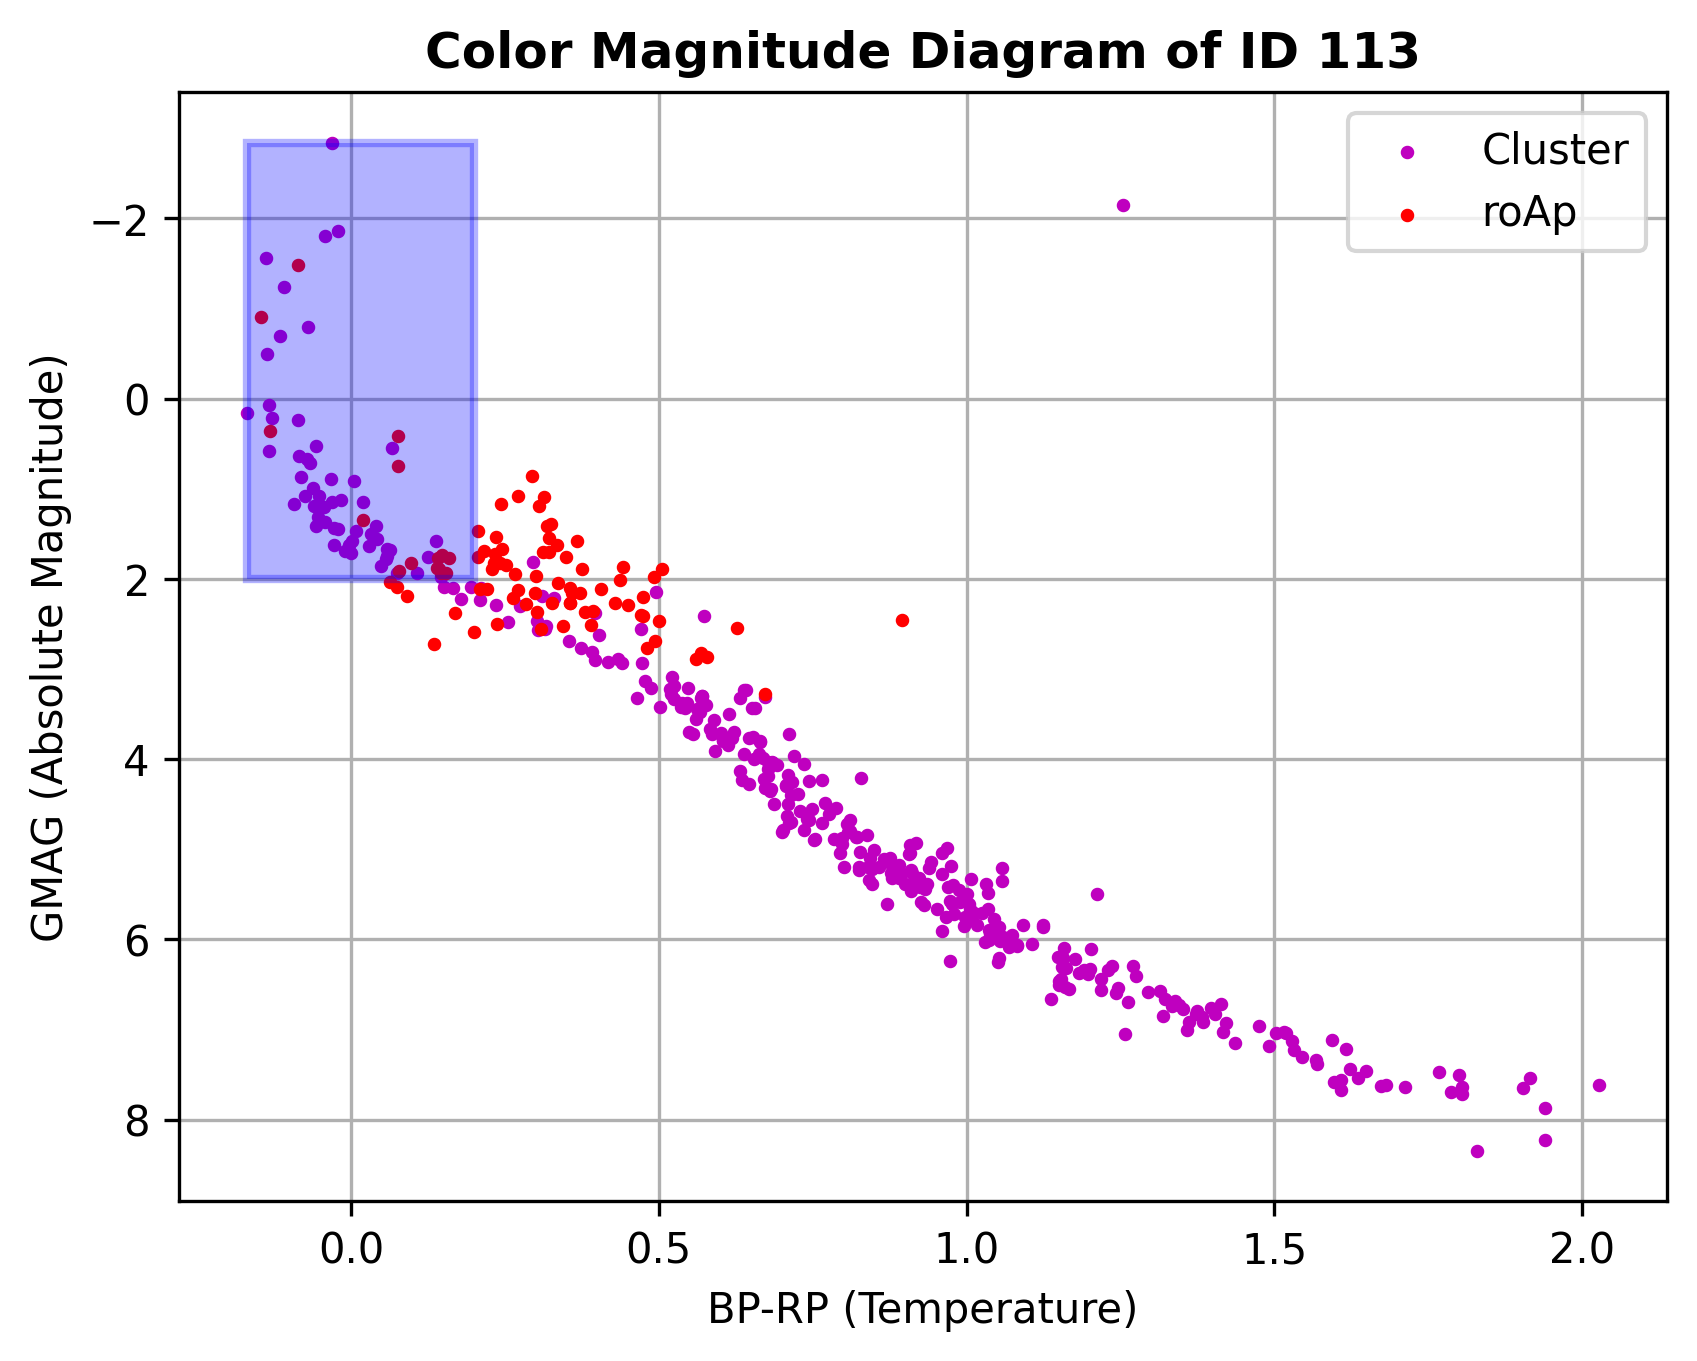 Color Magnitude Diagram of ID 113
Cluster
roAp
GMAG (Absolute Magnitude)
−2
0
2
4
6
8
0.0 0.5 1.0 1.5 2.0
BP-RP (Temperature)